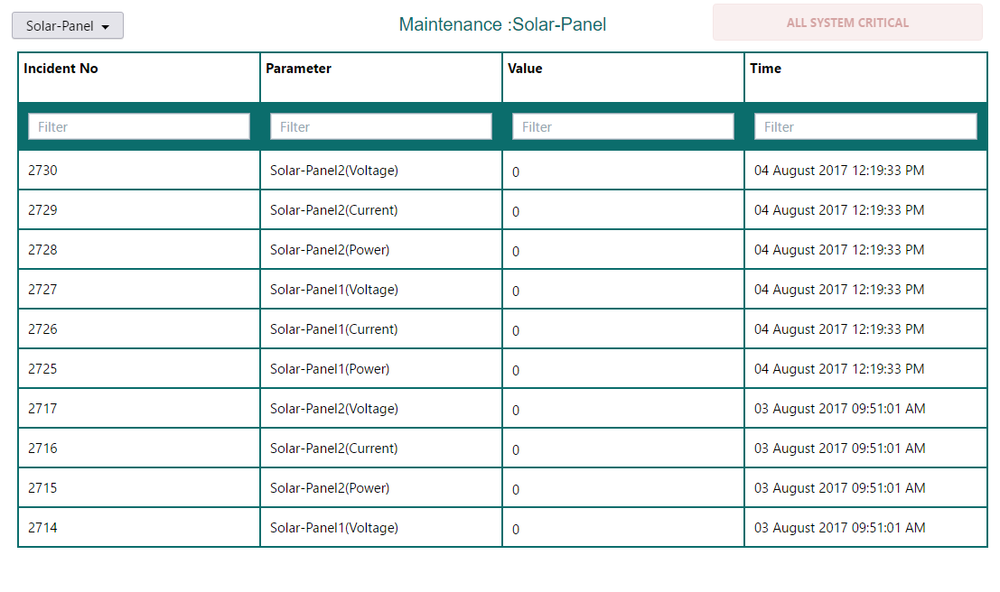 Solar-Panel
Maintenance :Solar-Panel
ALL SYSTEM CRITICAL
Incident No Parameter Value Time
Filter Filter Filter Filter
2730 Solar-Panel2(Voltage) 0 04 August 2017 12:19:33 PM
2729 Solar-Panel2(Current) 0 04 August 2017 12:19:33 PM
2728 Solar-Panel2(Power) 0 04 August 2017 12:19:33 PM
2727 Solar-Panel1(Voltage) 0 04 August 2017 12:19:33 PM
2726 Solar-Panel1(Current) 0 04 August 2017 12:19:33 PM
2725 Solar-Panel1(Power) 0 04 August 2017 12:19:33 PM
2717 Solar-Panel2(Voltage) 0 03 August 2017 09:51:01 AM
2716 Solar-Panel2(Current) 0 03 August 2017 09:51:01 AM
2715 Solar-Panel2(Power) 0 03 August 2017 09:51:01 AM
2714 Solar-Panel1(Voltage) 0 03 August 2017 09:51:01 AM